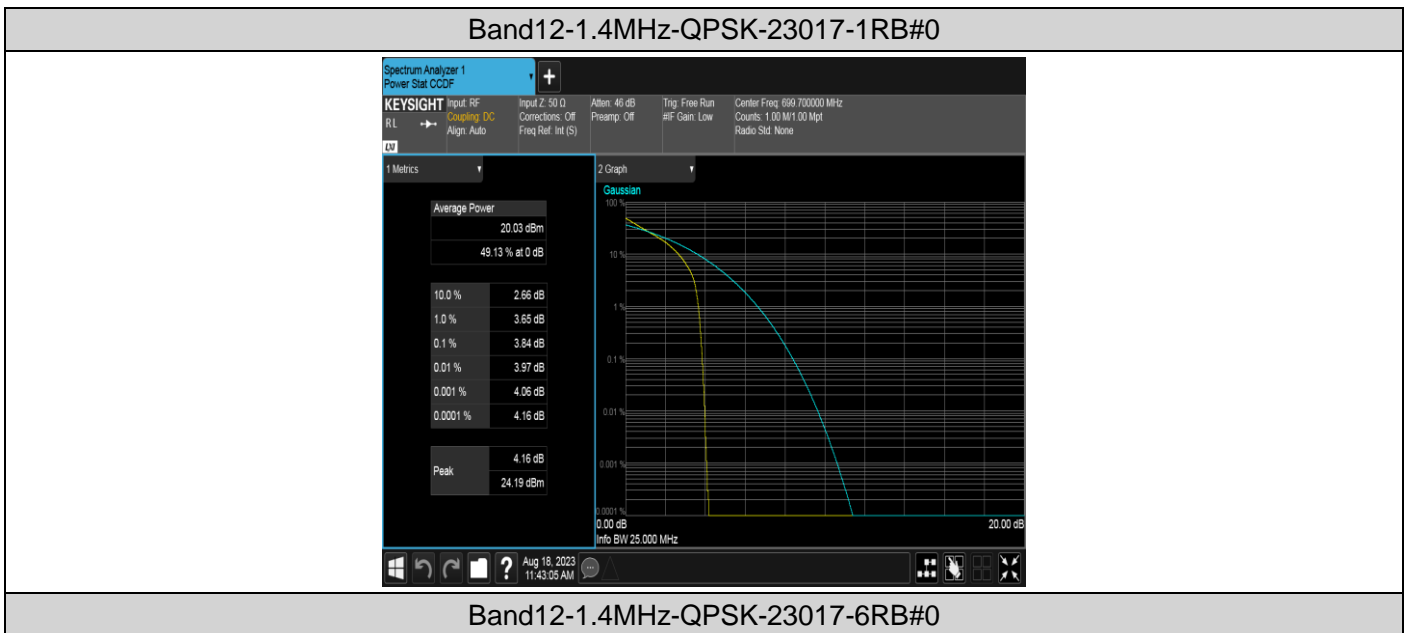 Band12-1.4MHz-QPSK-23017-1RB#0
Spectrum Analyzer 1
Power Stat CCDF
+
KEYSIGHT
RL
LXI
Input: RF
Coupling: DC
Align: Auto
Input Z: 50 Ω
Corrections: Off
Freq Ref: Int (S)
Atten: 46 dB
Preamp: Off
Trig: Free Run
#IF Gain: Low
Center Freq: 699.700000 MHz
Counts: 1.00 M/1.00 Mpt
Radio Std: None
1 Metrics
Average Power
20.03 dBm
49.13 % at 0 dB
10.0 % 2.66 dB
1.0 % 3.65 dB
0.1 % 3.84 dB
0.01 % 3.97 dB
0.001 % 4.06 dB
0.0001 % 4.16 dB
Peak
4.16 dB
24.19 dBm
2 Graph
Gaussian
100 %
10 %
1 %
0.1 %
0.01 %
0.001 %
0.0001 %
0.00 dB 20.00 dB
Info BW 25.000 MHz
?
Aug 18, 2023
11:43:05 AM
Band12-1.4MHz-QPSK-23017-6RB#0